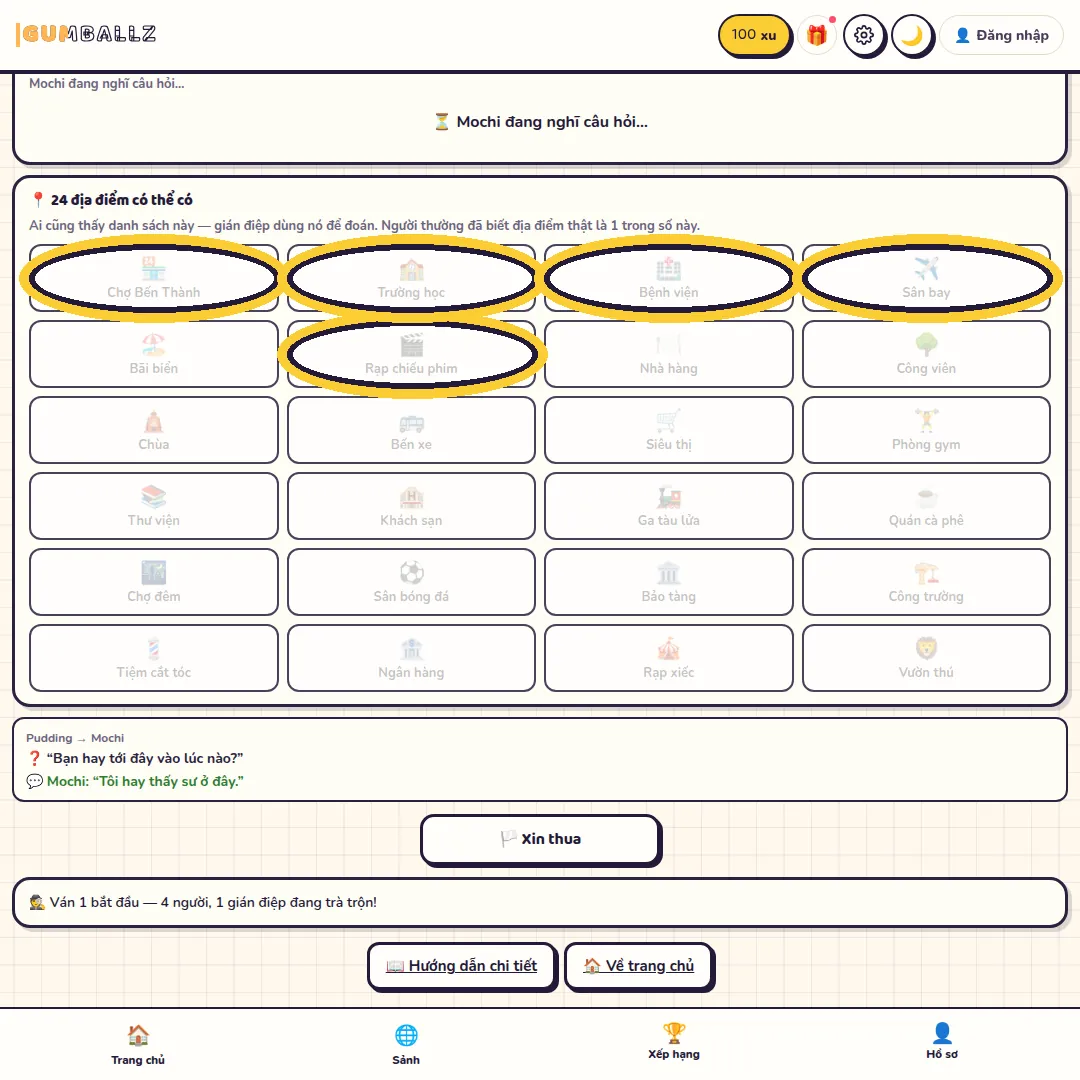 GUMBALLZ
100 xu
Đăng nhập
Mochi đang nghĩ câu hỏi...
Mochi đang nghĩ câu hỏi...
24 địa điểm có thể có
Ai cũng thấy danh sách này — gián điệp dùng nó để đoán. Người thường đã biết địa điểm thật là 1 trong số này.
Chợ Bến Thành
Trường học
Bệnh viện
Sân bay
Bãi biển
Rạp chiếu phim
Nhà hàng
Công viên
Chùa
Bến xe
Siêu thị
Phòng gym
Thư viện
Khách sạn
Ga tàu lửa
Quán cà phê
Chợ đêm
Sân bóng đá
Bảo tàng
Công trường
Tiệm cắt tóc
Ngân hàng
Rạp xiếc
Vườn thú
Pudding → Mochi
“Bạn hay tới đây vào lúc nào?”
Mochi: “Tôi hay thấy sư ở đây.”
Xin thua
Ván 1 bắt đầu — 4 người, 1 gián điệp đang trà trộn!
Hướng dẫn chi tiết
Về trang chủ
Trang chủ
Sảnh
Xếp hạng
Hồ sơ